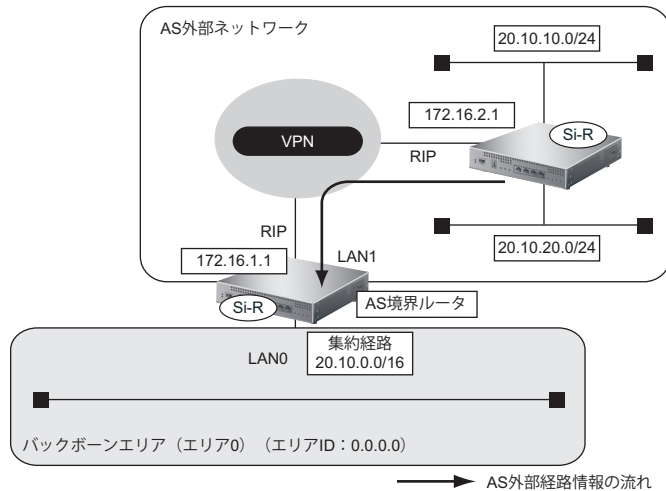 AS外部ネットワーク
20.10.10.0/24
172.16.2.1
Si-R
VPN
RIP
20.10.20.0/24
RIP
LAN1
172.16.1.1
Si-R
AS境界ルータ
LAN0
集約経路
20.10.0.0/16
バックボーンエリア（エリア0）（エリアID：0.0.0.0）
AS外部経路情報の流れ